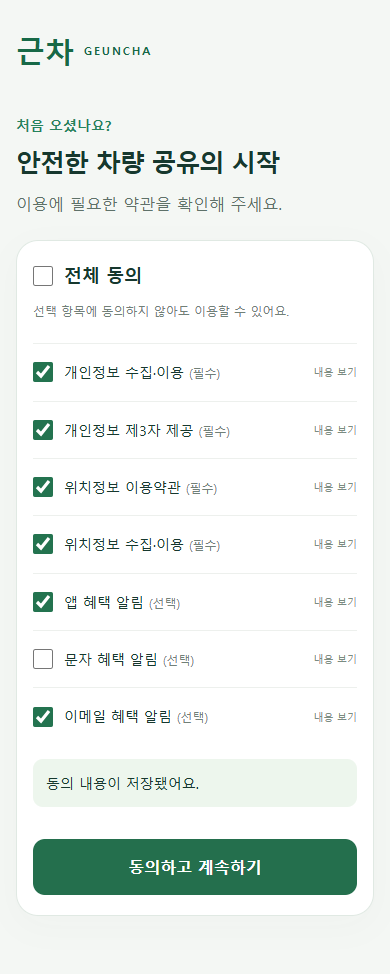 근차 GEUNCHA
처음 오셨나요?
안전한 차량 공유의 시작
이용에 필요한 약관을 확인해 주세요.
전체 동의
선택 항목에 동의하지 않아도 이용할 수 있어요.
개인정보 수집·이용 (필수) 내용 보기
개인정보 제3자 제공 (필수) 내용 보기
위치정보 이용약관 (필수) 내용 보기
위치정보 수집·이용 (필수) 내용 보기
앱 혜택 알림 (선택) 내용 보기
문자 혜택 알림 (선택) 내용 보기
이메일 혜택 알림 (선택) 내용 보기
동의 내용이 저장됐어요.
동의하고 계속하기